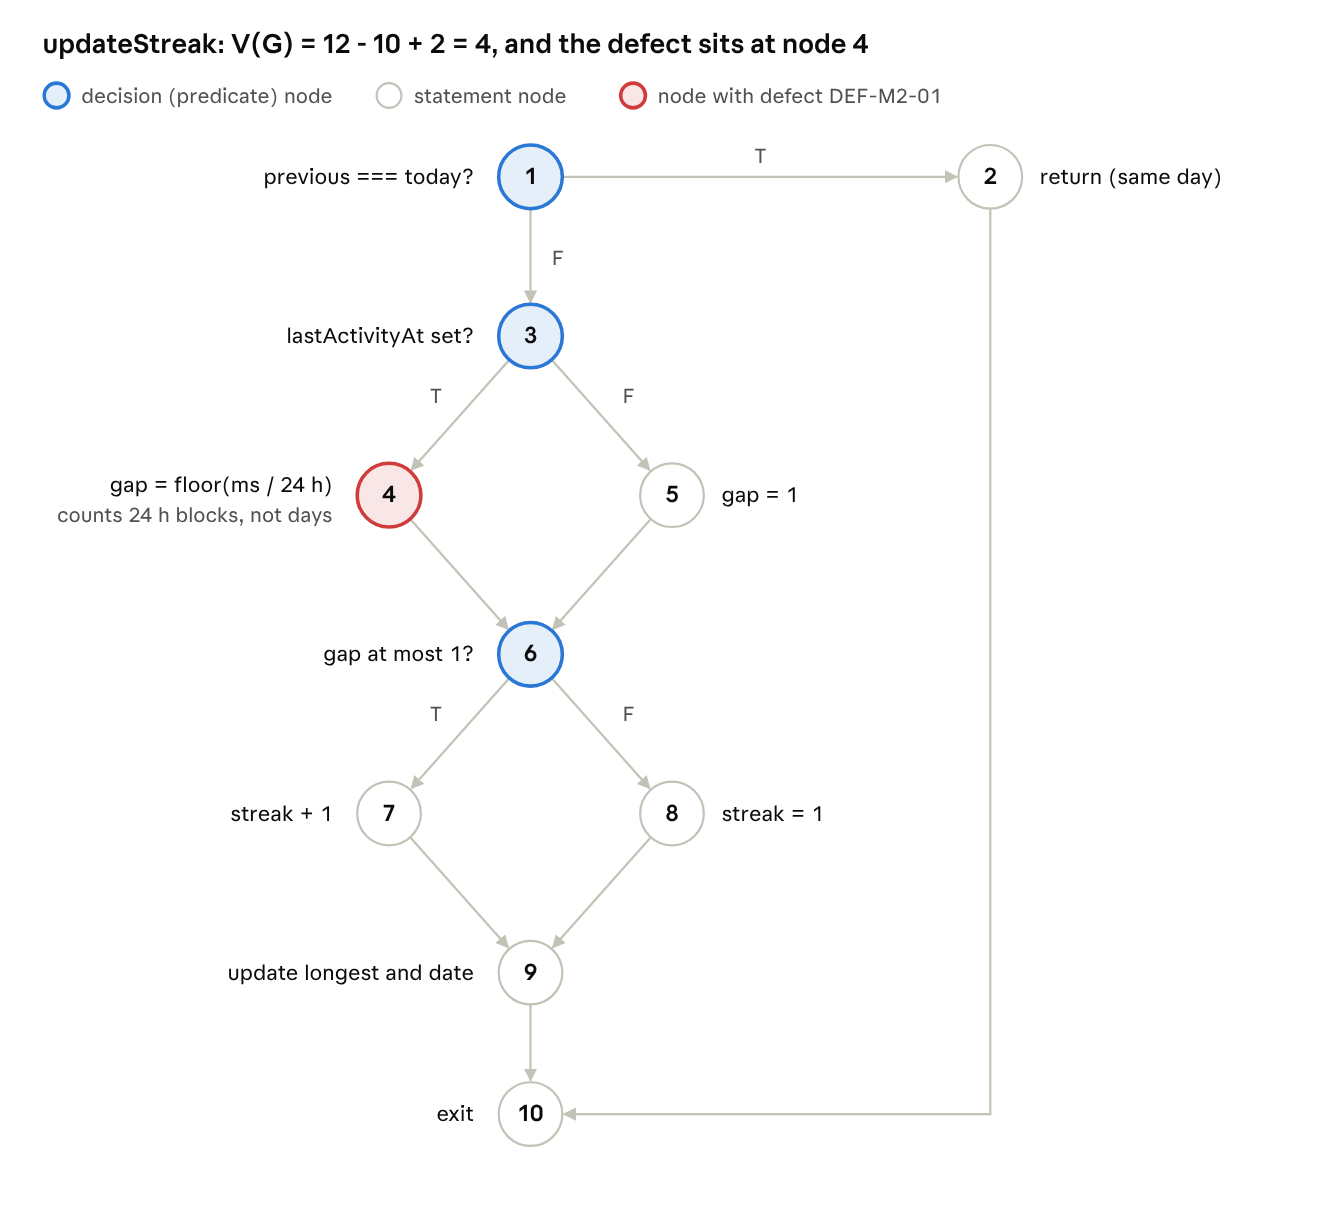 updateStreak: V(G) = 12 - 10 + 2 = 4, and the defect sits at node 4
decision (predicate) node
statement node
node with defect DEF-M2-01
previous === today?
1
T
2
return (same day)
F
lastActivityAt set?
3
T
F
gap = floor(ms / 24 h)
counts 24 h blocks, not days
4
5
gap = 1
gap at most 1?
6
T
F
streak + 1
7
8
streak = 1
update longest and date
9
exit
10